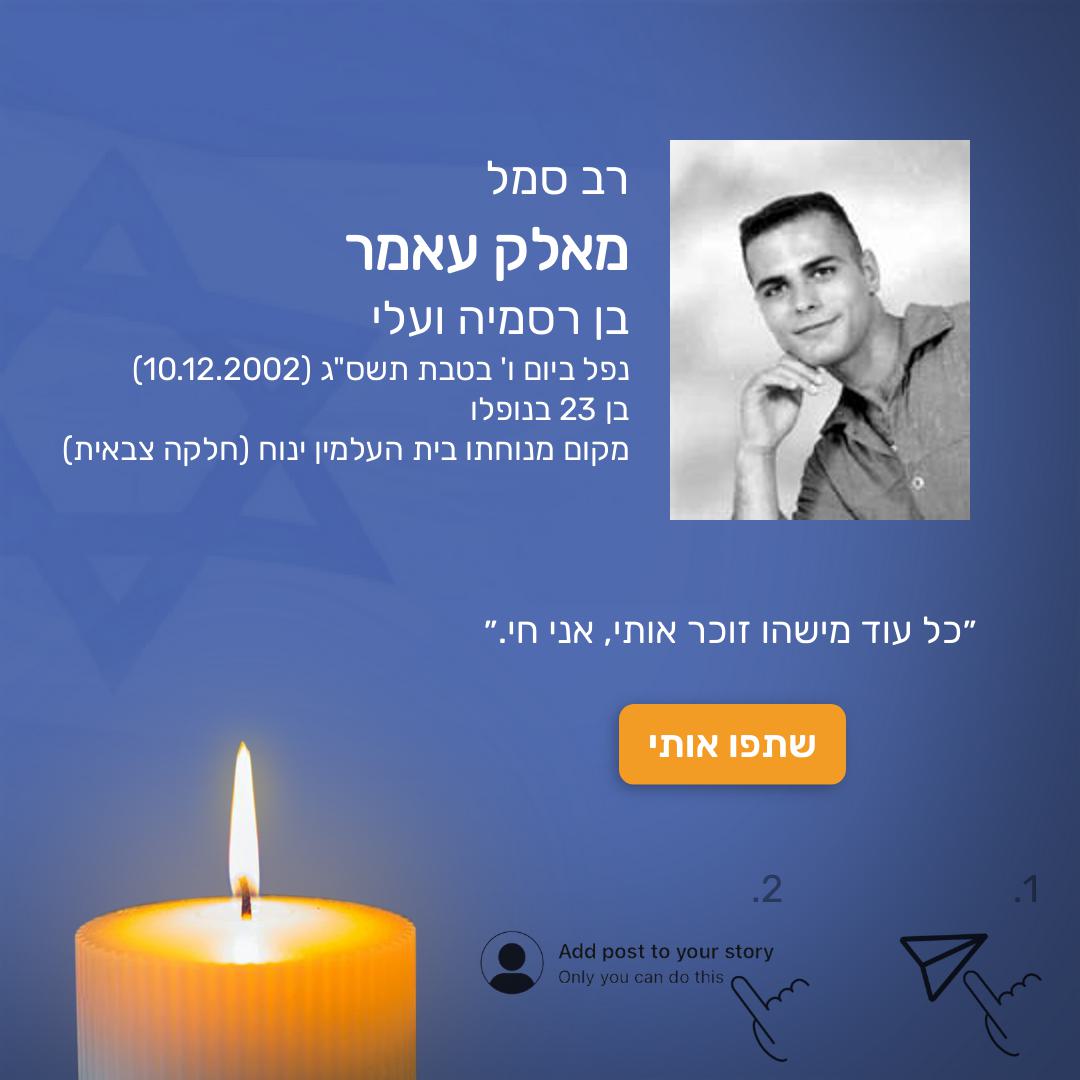 רב סמל
מאלק עאמר
בן רסמיה ועלי
נפל ביום ו' בטבת תשס"ג (10.12.2002)
בן 23 בנופלו
מקום מנוחתו בית העלמין ינוח (חלקה צבאית)
״כל עוד מישהו זוכר אותי, אני חי.״
שתפו אותי
1.
2.
Add post to your story
Only you can do this